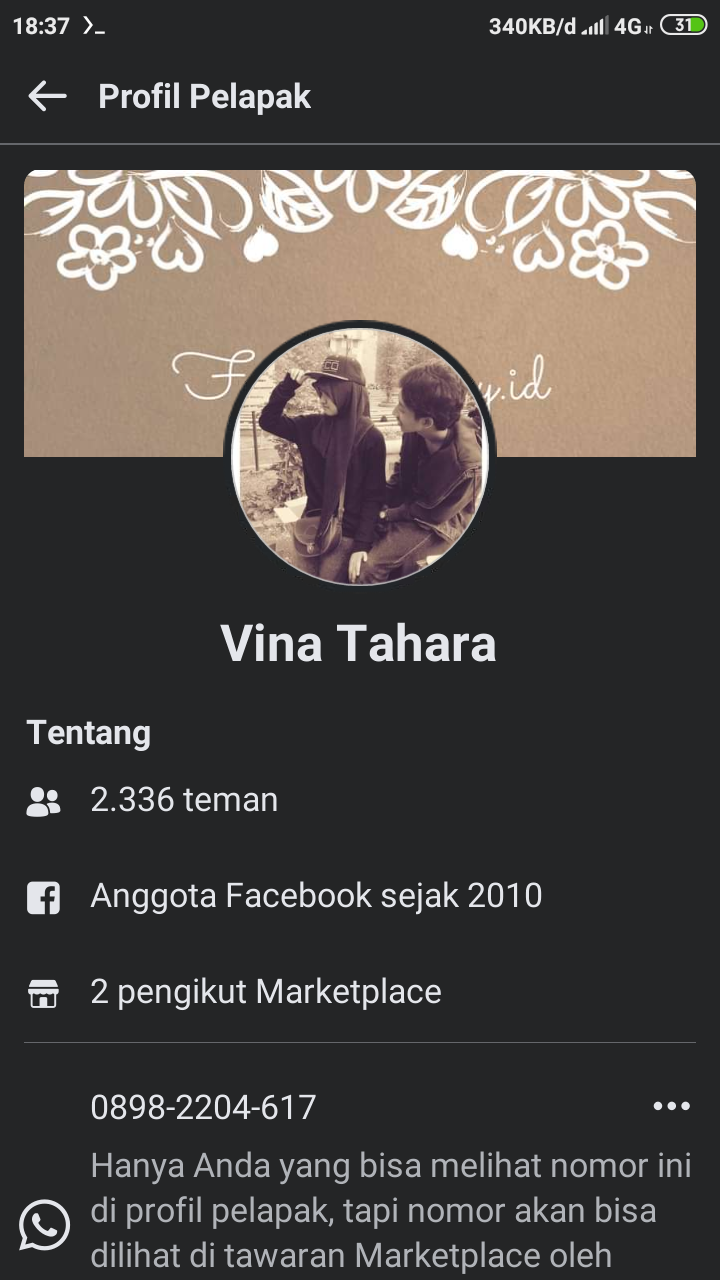 18:37
340KB/d 4G 31
Profil Pelapak
y.id
Vina Tahara
Tentang
2.336 teman
Anggota Facebook sejak 2010
2 pengikut Marketplace
0898-2204-617
Hanya Anda yang bisa melihat nomor ini
di profil pelapak, tapi nomor akan bisa
dilihat di tawaran Marketplace oleh